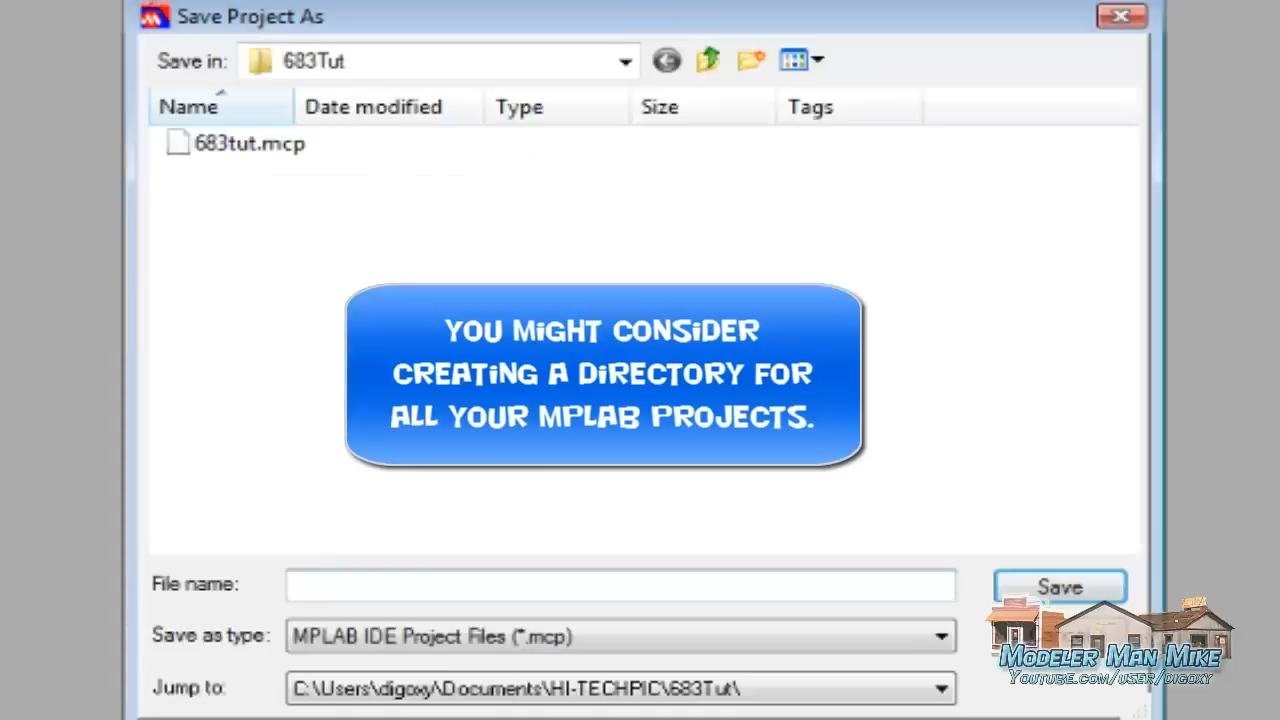 Save Project As
Save in: 683Tut
Name Date modified Type Size Tags
683tut.mcp
YOU MIGHT CONSIDER
CREATING A DIRECTORY FOR
ALL YOUR MPLAB PROJECTS.
File name: Save
Save as type: MPLAB IDE Project Files (*.mcp)
Jump to: C:\Users\digoxy\Documents\HI-TECHPIC\683Tut\
Modeler Man Mike
Youtube.com/user/digoxy